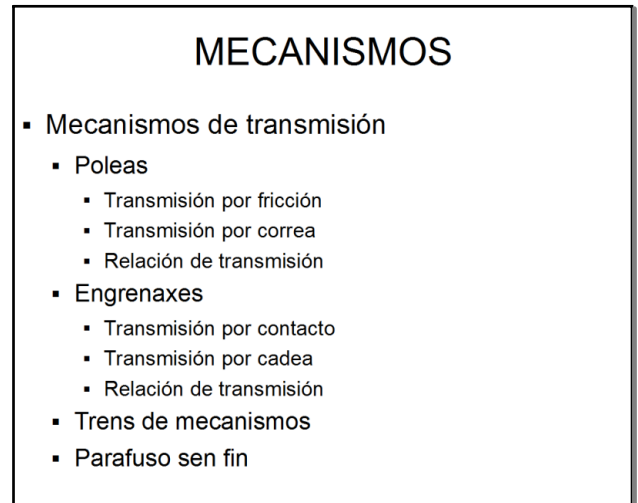 MECANISMOS
▪ Mecanismos de transmisión
▪ Poleas
▪ Transmisión por fricción
▪ Transmisión por correa
▪ Relación de transmisión
▪ Engrenaxes
▪ Transmisión por contacto
▪ Transmisión por cadea
▪ Relación de transmisión
▪ Trens de mecanismos
▪ Parafuso sen fin